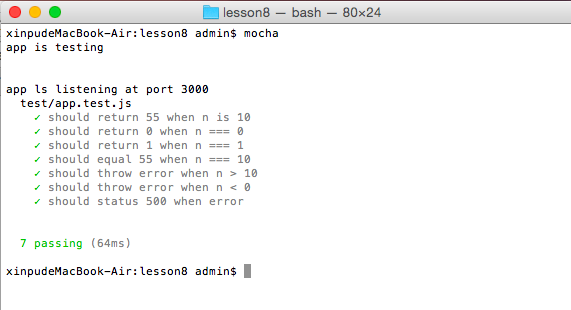 lesson8 — bash — 80×24
xinpudeMacBook-Air:lesson8 admin$ mocha
app is testing
app ls listening at port 3000
test/app.test.js
✓ should return 55 when n is 10
✓ should return 0 when n === 0
✓ should return 1 when n === 1
✓ should equal 55 when n === 10
✓ should throw error when n > 10
✓ should throw error when n < 0
✓ should status 500 when error
7 passing (64ms)
xinpudeMacBook-Air:lesson8 admin$